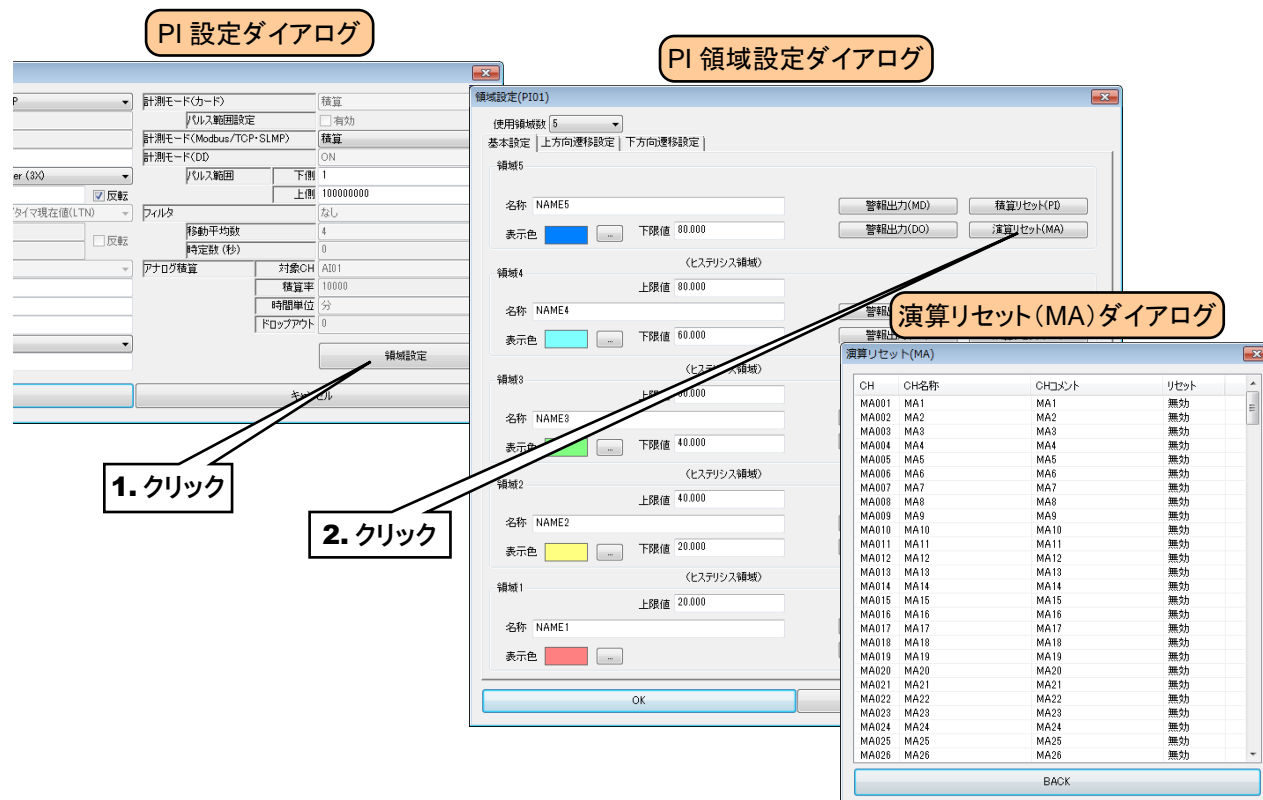 PI 設定ダイアログ
P
計測モード(カード) 積算
パルス範囲設定 有効
計測モード(Modbus/TCP・SLMP) 積算
計測モード(DI) ON
er (3X)
パルス範囲 下側 1
反転
上側 100000000
タイマ現在値(LTN)
フィルタ なし
移動平均数 4
反転
時定数 (秒) 0
アナログ積算 対象CH AI01
積算率 10000
時間単位 分
ドロップアウト 0
領域設定
1. クリック
PI 領域設定ダイアログ
領域設定(PI01)
使用領域数 5
基本設定 上方向遷移設定 下方向遷移設定
領域5
名称 NAME5 警報出力(MD) 積算リセット(PI)
表示色 ... 下限値 80.000 警報出力(DO) 演算リセット(MA)
(ヒステリシス領域)
領域4
上限値 80.000
名称 NAME4
表示色 ... 下限値 60.000
(ヒステリシス領域)
領域3
名称 NAME3
表示色 ... 下限値 40.000
(ヒステリシス領域)
領域2
上限値 40.000
名称 NAME2
表示色 ... 下限値 20.000
(ヒステリシス領域)
領域1
上限値 20.000
名称 NAME1
表示色 ...
OK
2. クリック
演算リセット(MA)ダイアログ
演算リセット(MA)
CH CH名称 CHコメント リセット
MA001 MA1 MA1 無効
MA002 MA2 MA2 無効
MA003 MA3 MA3 無効
MA004 MA4 MA4 無効
MA005 MA5 MA5 無効
MA006 MA6 MA6 無効
MA007 MA7 MA7 無効
MA008 MA8 MA8 無効
MA009 MA9 MA9 無効
MA010 MA10 MA10 無効
MA011 MA11 MA11 無効
MA012 MA12 MA12 無効
MA013 MA13 MA13 無効
MA014 MA14 MA14 無効
MA015 MA15 MA15 無効
MA016 MA16 MA16 無効
MA017 MA17 MA17 無効
MA018 MA18 MA18 無効
MA019 MA19 MA19 無効
MA020 MA20 MA20 無効
MA021 MA21 MA21 無効
MA022 MA22 MA22 無効
MA023 MA23 MA23 無効
MA024 MA24 MA24 無効
MA025 MA25 MA25 無効
MA026 MA26 MA26 無効
BACK